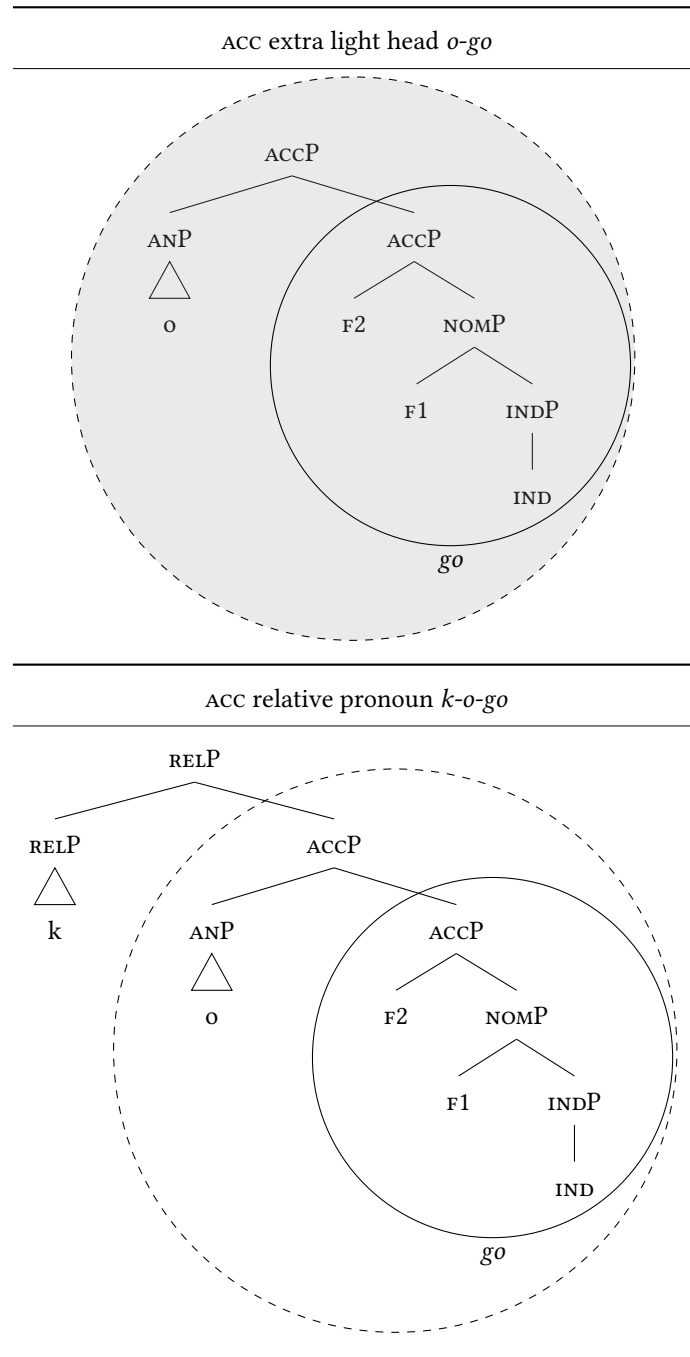 ACC extra light head o-go
ACCP
ANP ACCP
o F2 NOMP
F1 INDP
IND
go
ACC relative pronoun k-o-go
RELP
RELP ACCP
k ANP ACCP
o F2 NOMP
F1 INDP
IND
go